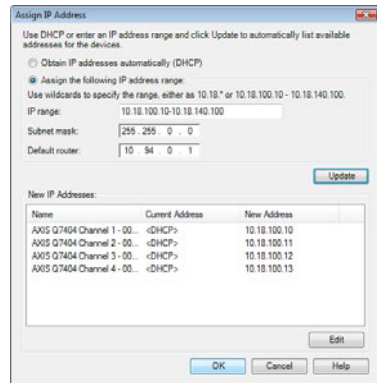 Assign IP Address
Use DHCP or enter an IP address range and click Update to automatically list available
addresses for the devices.
Obtain IP addresses automatically (DHCP)
Assign the following IP address range:
Use wildcards to specify the range, either as 10.18.* or 10.18.100.10 - 10.18.140.100.
IP range: 10.18.100.10-10.18.140.100
Subnet mask: 255 . 255 . 0 . 0
Default router: 10 . 94 . 0 . 1
Update
New IP Addresses:
Name Current Address New Address
AXIS Q7404 Channel 1 - 00... <DHCP> 10.18.100.10
AXIS Q7404 Channel 2 - 00... <DHCP> 10.18.100.11
AXIS Q7404 Channel 3 - 00... <DHCP> 10.18.100.12
AXIS Q7404 Channel 4 - 00... <DHCP> 10.18.100.13
Edit
OK Cancel Help